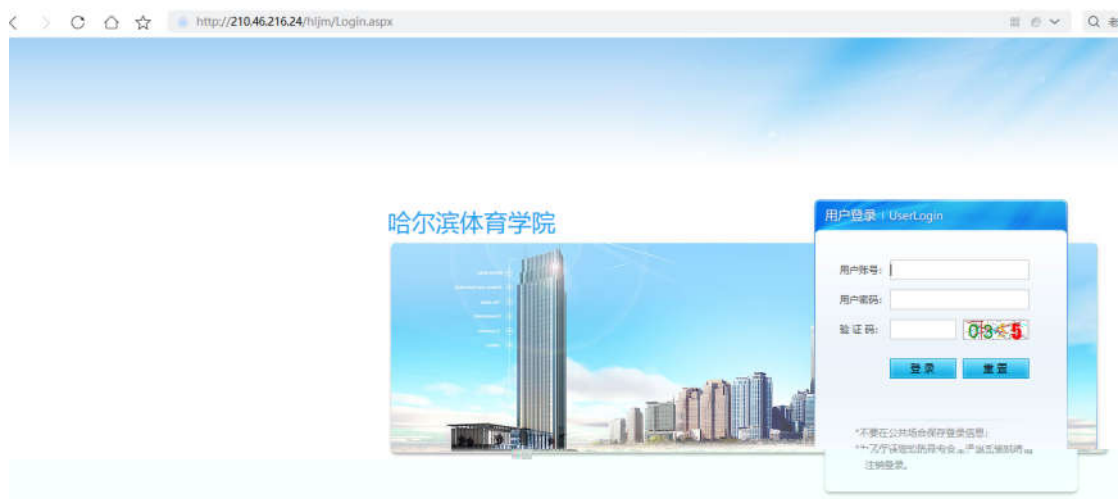 http://210.46.216.24/hljm/Login.aspx
哈尔滨体育学院
用户登录 | UserLogin
用户账号:
用户密码:
验证码:
登录 重置
*不要在公共场合保存登录信息;
注销登录。